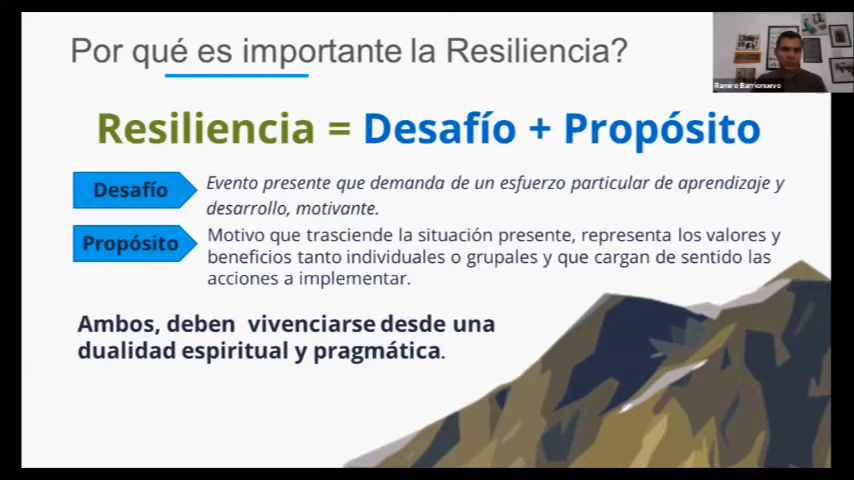 Por qué es importante la Resiliencia?
Ramiro Barrionuevo
Resiliencia = Desafío + Propósito
Desafío
Evento presente que demanda de un esfuerzo particular de aprendizaje y
desarrollo, motivante.
Propósito
Motivo que trasciende la situación presente, representa los valores y
beneficios tanto individuales o grupales y que cargan de sentido las
acciones a implementar.
Ambos, deben vivenciarse desde una
dualidad espiritual y pragmática.